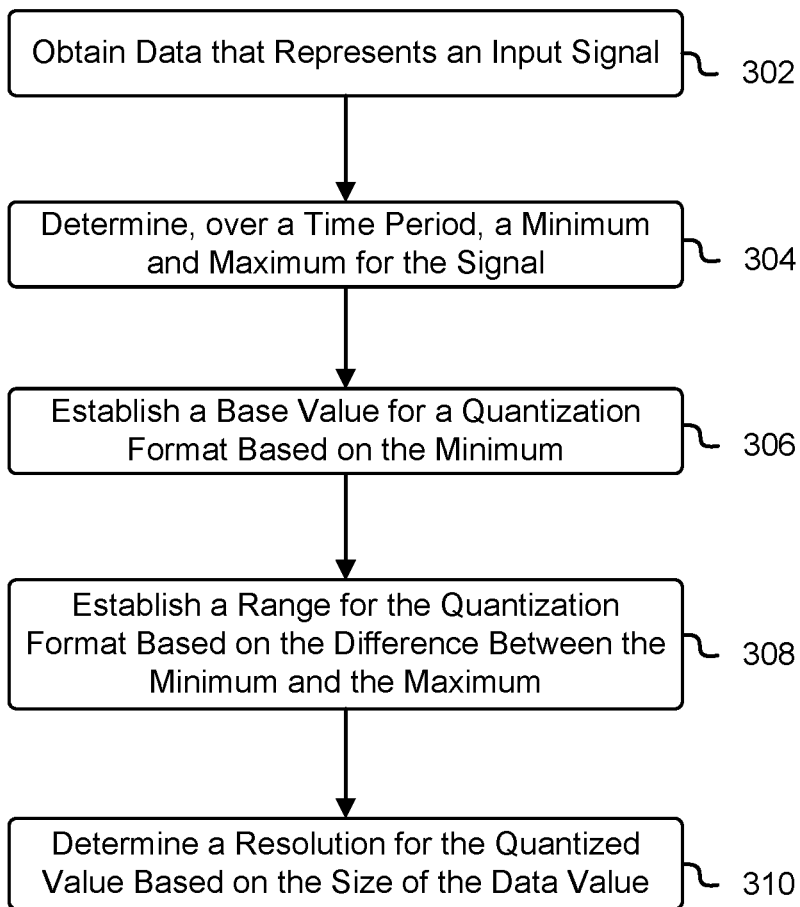 Obtain Data that Represents an Input Signal
302
Determine, over a Time Period, a Minimum
and Maximum for the Signal
304
Establish a Base Value for a Quantization
Format Based on the Minimum
306
Establish a Range for the Quantization
Format Based on the Difference Between the
Minimum and the Maximum
308
Determine a Resolution for the Quantized
Value Based on the Size of the Data Value
310